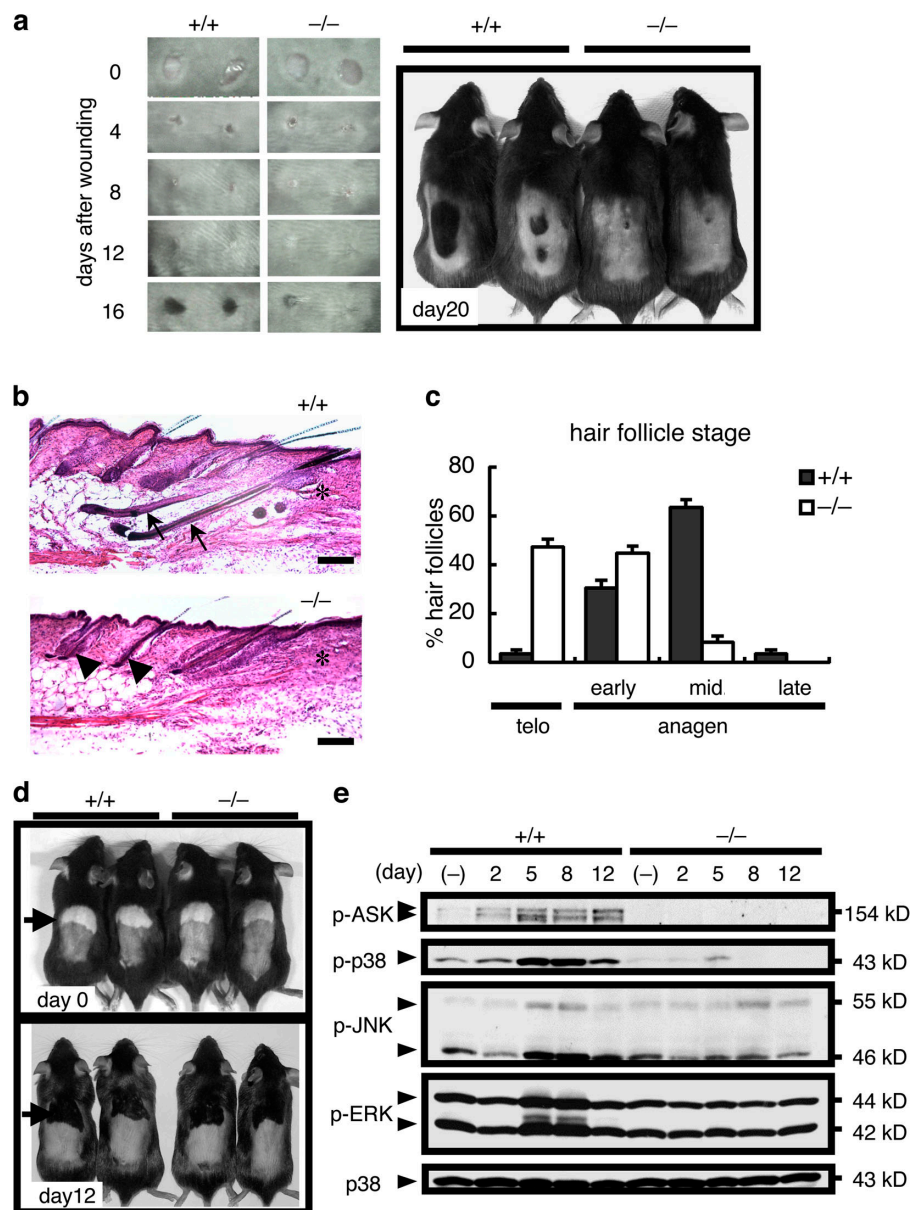 a
+/+
–/–
+/+
–/–
days after wounding
0
4
8
12
16
day20
b
+/+
*
–/–
*
c
hair follicle stage
% hair follicles
80
60
40
20
0
+/+
–/–
early
mid.
late
telo
anagen
d
+/+
–/–
day 0
day12
e
+/+
–/–
(day)
(–) 2 5 8 12 (–) 2 5 8 12
p-ASK
154 kD
p-p38
43 kD
p-JNK
55 kD
46 kD
p-ERK
44 kD
42 kD
p38
43 kD